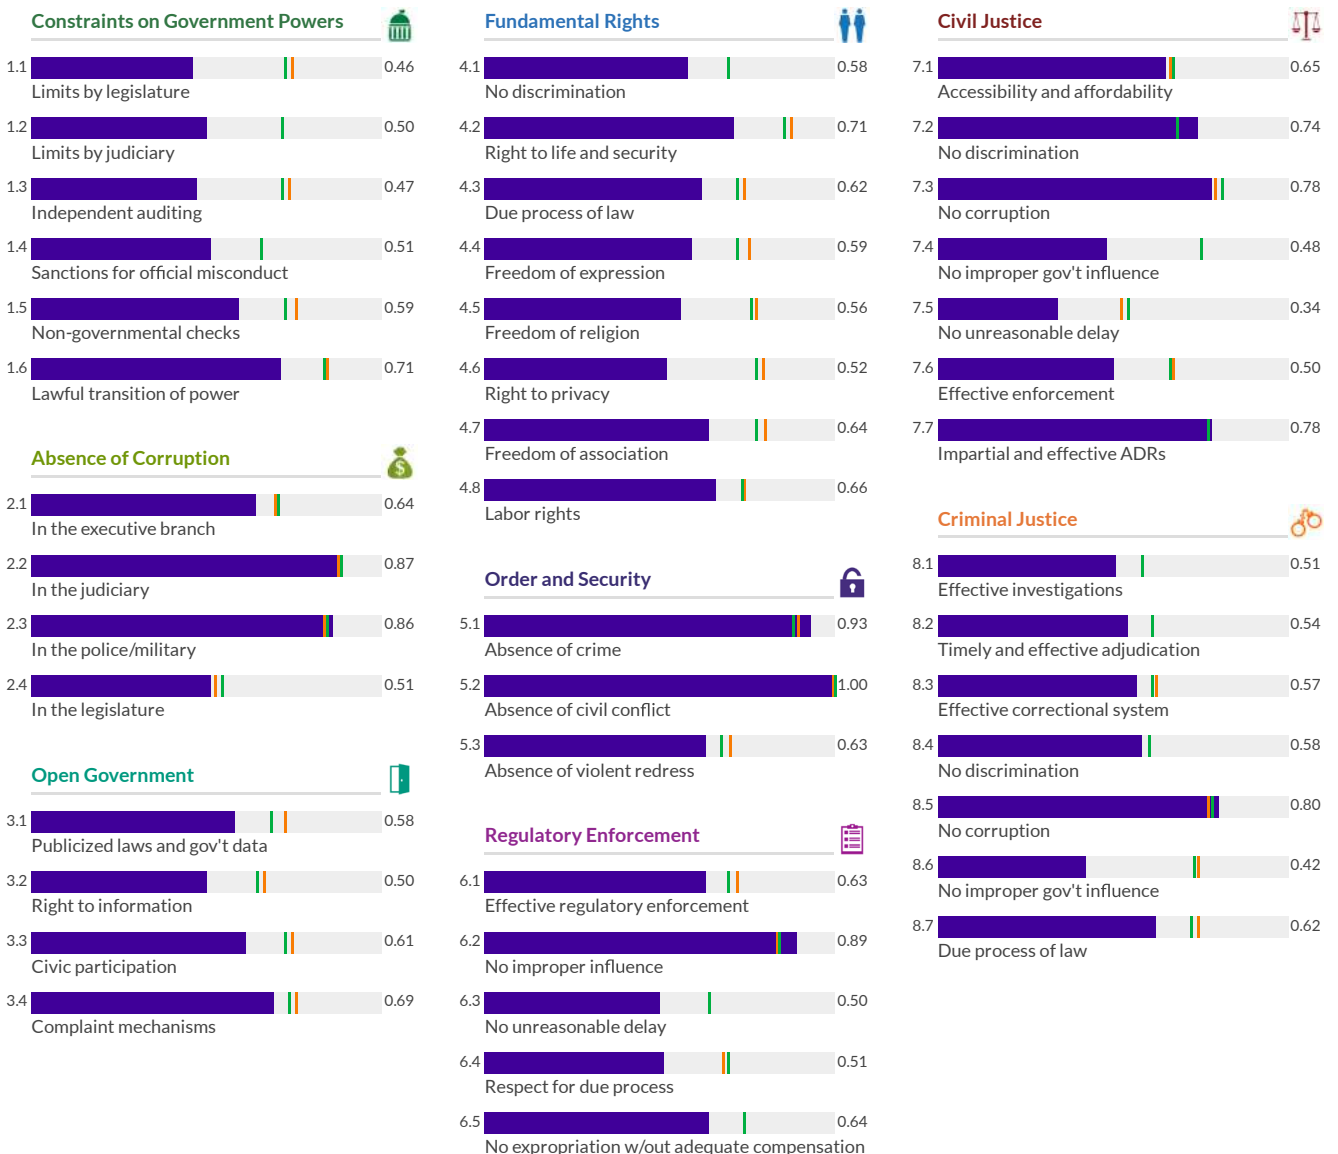 Constraints on Government Powers
1.1 0.46
Limits by legislature
1.2 0.50
Limits by judiciary
1.3 0.47
Independent auditing
1.4 0.51
Sanctions for official misconduct
1.5 0.59
Non-governmental checks
1.6 0.71
Lawful transition of power
Absence of Corruption
$
2.1 0.64
In the executive branch
2.2 0.87
In the judiciary
2.3 0.86
In the police/military
2.4 0.51
In the legislature
Open Government
3.1 0.58
Publicized laws and gov't data
3.2 0.50
Right to information
3.3 0.61
Civic participation
3.4 0.69
Complaint mechanisms
Fundamental Rights
4.1 0.58
No discrimination
4.2 0.71
Right to life and security
4.3 0.62
Due process of law
4.4 0.59
Freedom of expression
4.5 0.56
Freedom of religion
4.6 0.52
Right to privacy
4.7 0.64
Freedom of association
4.8 0.66
Labor rights
Order and Security
5.1 0.93
Absence of crime
5.2 1.00
Absence of civil conflict
5.3 0.63
Absence of violent redress
Regulatory Enforcement
6.1 0.63
Effective regulatory enforcement
6.2 0.89
No improper influence
6.3 0.50
No unreasonable delay
6.4 0.51
Respect for due process
6.5 0.64
No expropriation w/out adequate compensation
Civil Justice
7.1 0.65
Accessibility and affordability
7.2 0.74
No discrimination
7.3 0.78
No corruption
7.4 0.48
No improper gov't influence
7.5 0.34
No unreasonable delay
7.6 0.50
Effective enforcement
7.7 0.78
Impartial and effective ADRs
Criminal Justice
8.1 0.51
Effective investigations
8.2 0.54
Timely and effective adjudication
8.3 0.57
Effective correctional system
8.4 0.58
No discrimination
8.5 0.80
No corruption
8.6 0.42
No improper gov't influence
8.7 0.62
Due process of law